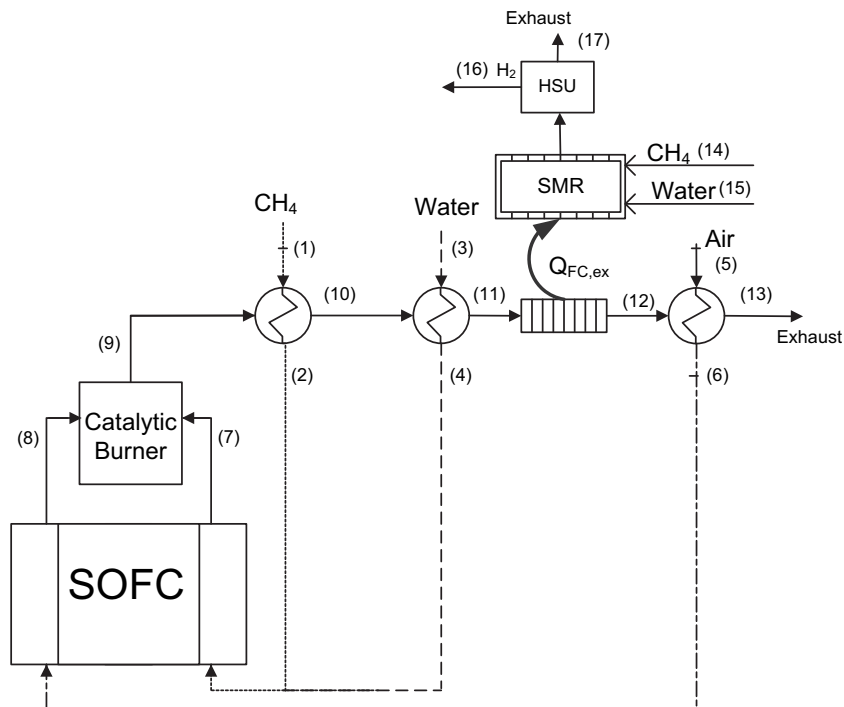 Exhaust
(17)
(16) H₂
HSU
CH₄ (14)
SMR
Water (15)
CH₄
Water
Air
(1)
(3)
(5)
Q_FC,ex
(10)
(11)
(12)
(13)
Exhaust
(9)
(2)
(4)
(6)
Catalytic
Burner
(8)
(7)
SOFC